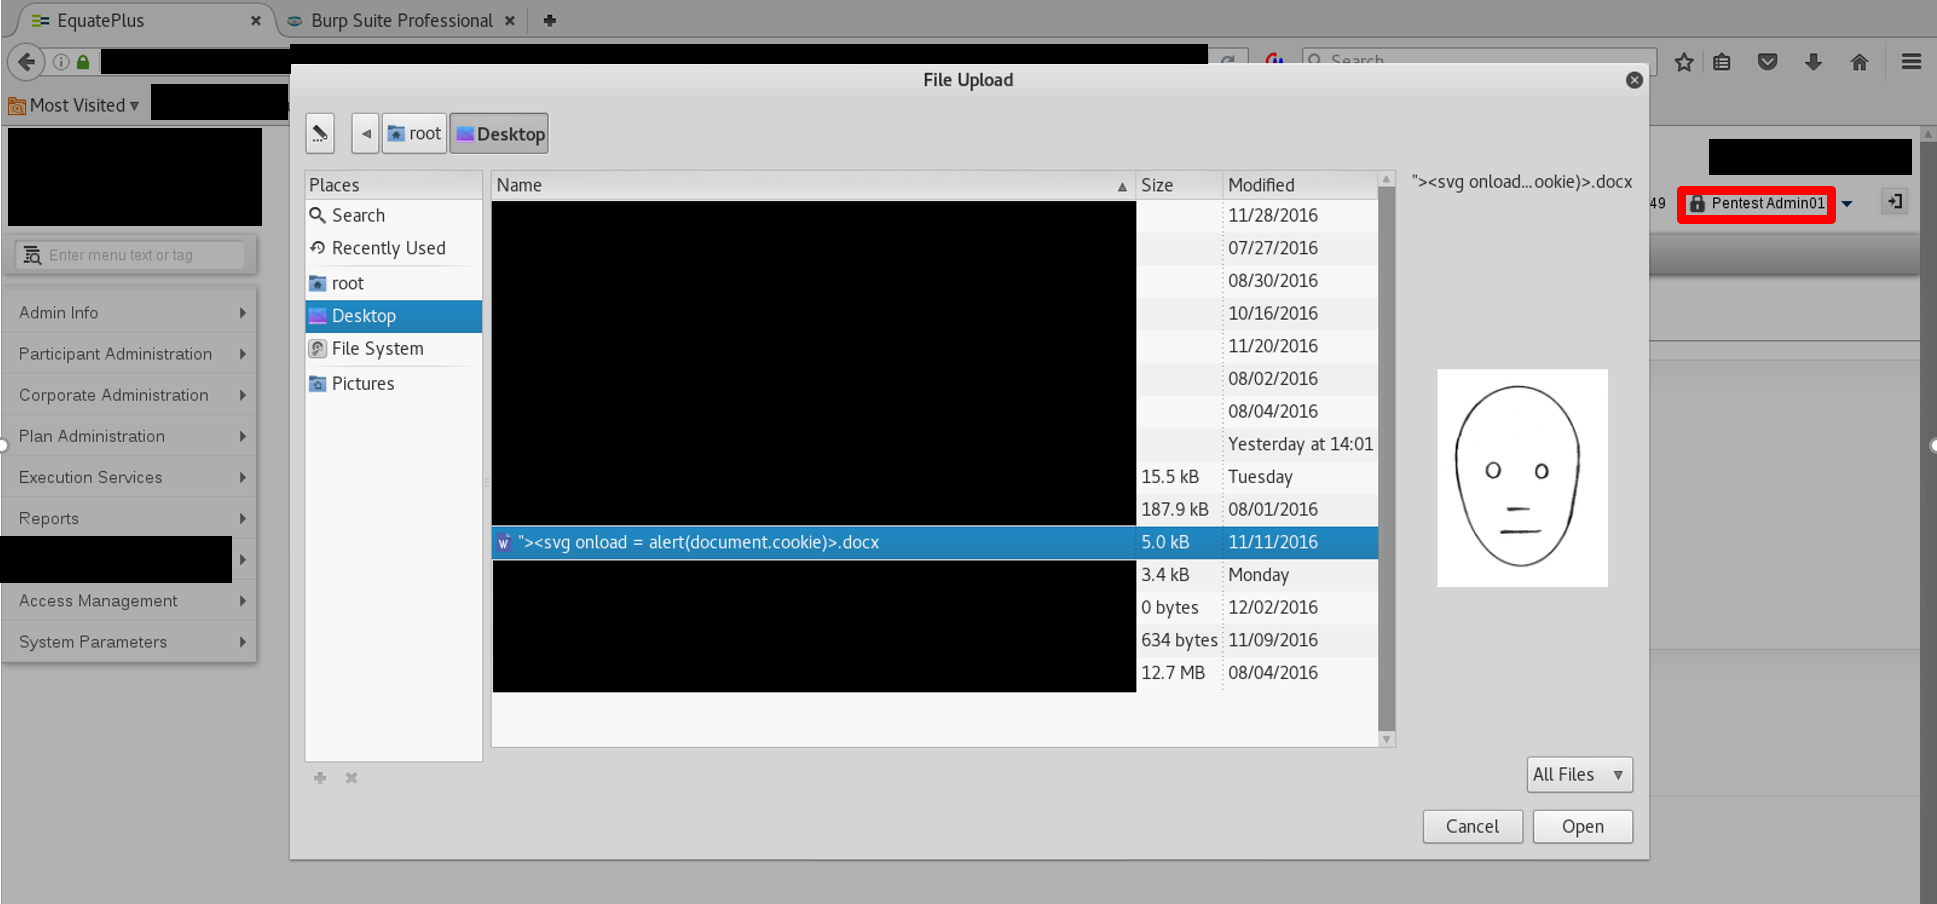 EquatePlus
Burp Suite Professional
Search
Most Visited
File Upload
root
Desktop
Places
Name
Size
Modified
"><svg onload...ookie)>.docx
Search
11/28/2016
49
Pentest Admin01
Recently Used
07/27/2016
Enter menu text or tag
root
08/30/2016
Admin Info
Desktop
10/16/2016
Participant Administration
File System
11/20/2016
Corporate Administration
Pictures
08/02/2016
08/04/2016
Plan Administration
Yesterday at 14:01
Execution Services
15.5 kB
Tuesday
Reports
187.9 kB
08/01/2016
"><svg onload = alert(document.cookie)>.docx
5.0 kB
11/11/2016
3.4 kB
Monday
Access Management
0 bytes
12/02/2016
System Parameters
634 bytes
11/09/2016
12.7 MB
08/04/2016
All Files
Cancel
Open